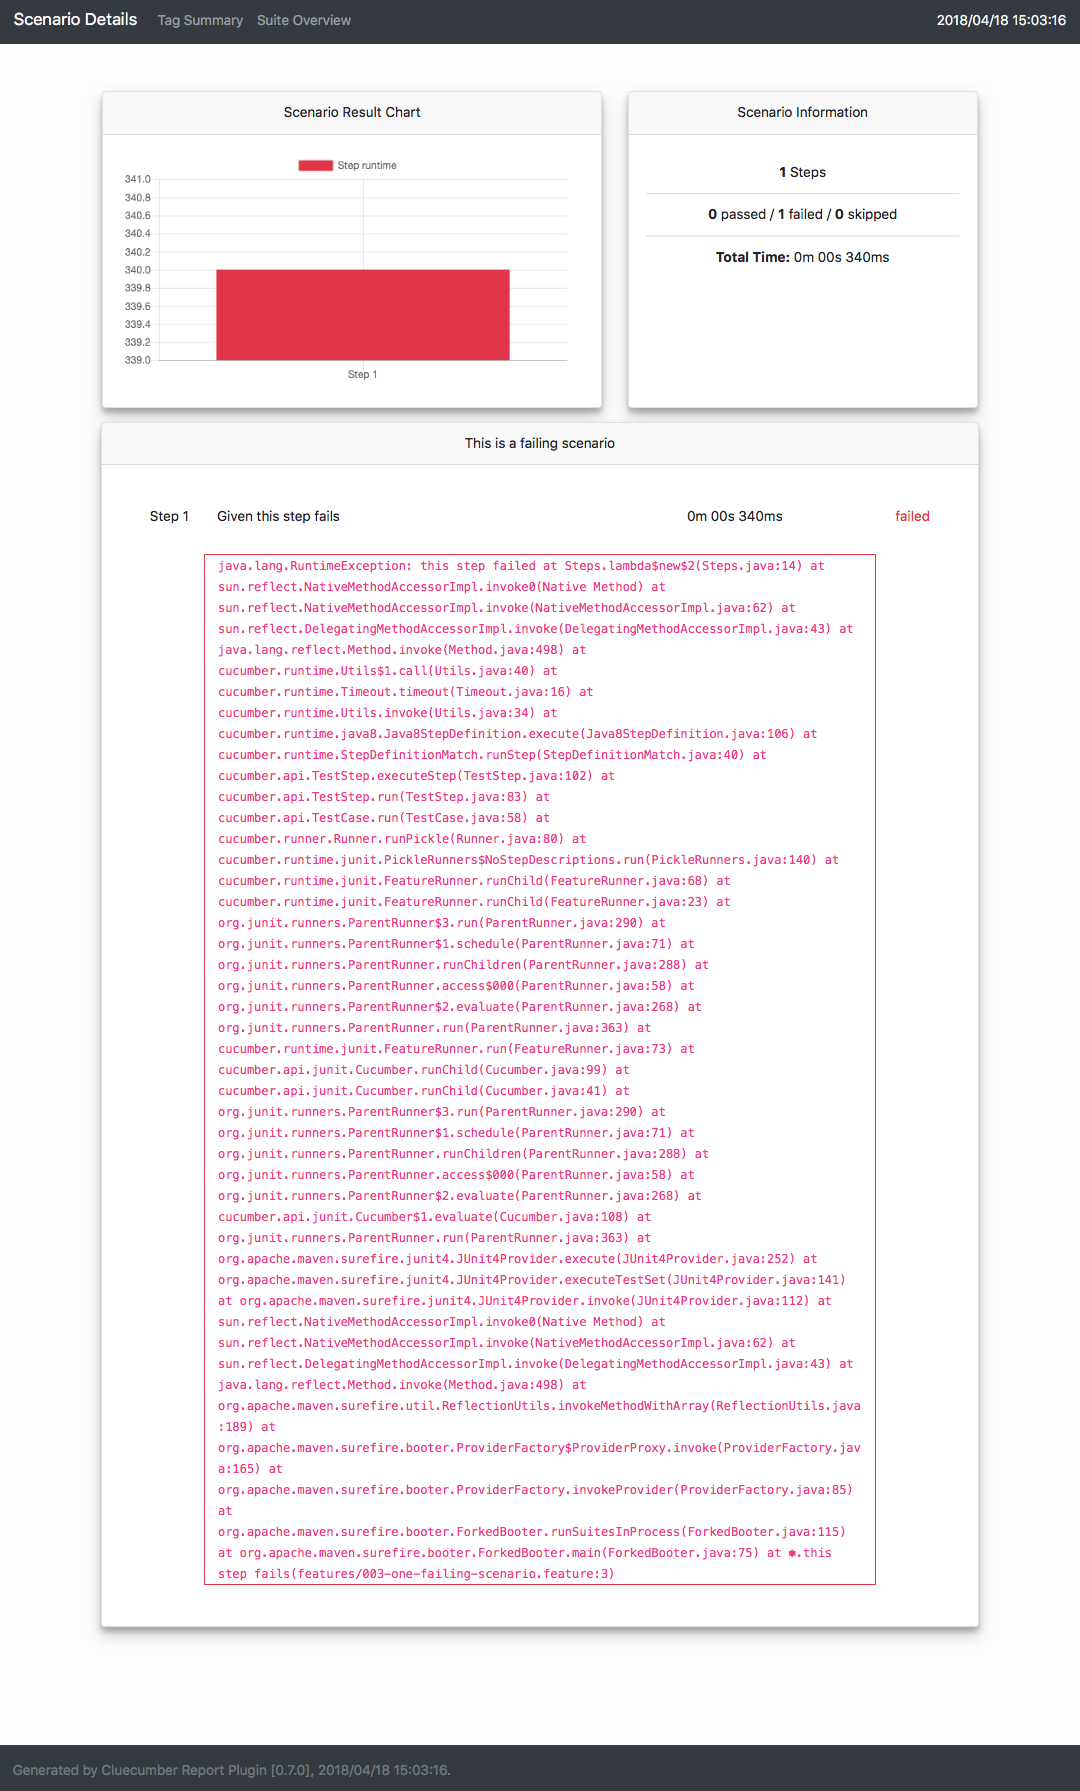 Scenario Details Tag Summary Suite Overview 2018/04/18 15:03:16
Scenario Result Chart
Step runtime
341.0
340.8
340.6
340.4
340.2
340.0
339.8
339.6
339.4
339.2
339.0
Step 1
Scenario Information
1 Steps
0 passed / 1 failed / 0 skipped
Total Time: 0m 00s 340ms
This is a failing scenario
Step 1 Given this step fails 0m 00s 340ms failed
java.lang.RuntimeException: this step failed at Steps.lambda$new$2(Steps.java:14) at
sun.reflect.NativeMethodAccessorImpl.invoke0(Native Method) at
sun.reflect.NativeMethodAccessorImpl.invoke(NativeMethodAccessorImpl.java:62) at
sun.reflect.DelegatingMethodAccessorImpl.invoke(DelegatingMethodAccessorImpl.java:43) at
java.lang.reflect.Method.invoke(Method.java:498) at
cucumber.runtime.Utils$1.call(Utils.java:40) at
cucumber.runtime.Timeout.timeout(Timeout.java:16) at
cucumber.runtime.Utils.invoke(Utils.java:34) at
cucumber.runtime.java8.Java8StepDefinition.execute(Java8StepDefinition.java:106) at
cucumber.runtime.StepDefinitionMatch.runStep(StepDefinitionMatch.java:40) at
cucumber.api.TestStep.executeStep(TestStep.java:102) at
cucumber.api.TestStep.run(TestStep.java:83) at
cucumber.api.TestCase.run(TestCase.java:58) at
cucumber.runner.Runner.runPickle(Runner.java:80) at
cucumber.runtime.junit.PickleRunners$NoStepDescriptions.run(PickleRunners.java:140) at
cucumber.runtime.junit.FeatureRunner.runChild(FeatureRunner.java:68) at
cucumber.runtime.junit.FeatureRunner.runChild(FeatureRunner.java:23) at
org.junit.runners.ParentRunner$3.run(ParentRunner.java:290) at
org.junit.runners.ParentRunner$1.schedule(ParentRunner.java:71) at
org.junit.runners.ParentRunner.runChildren(ParentRunner.java:288) at
org.junit.runners.ParentRunner.access$000(ParentRunner.java:58) at
org.junit.runners.ParentRunner$2.evaluate(ParentRunner.java:268) at
org.junit.runners.ParentRunner.run(ParentRunner.java:363) at
cucumber.runtime.junit.FeatureRunner.run(FeatureRunner.java:73) at
cucumber.api.junit.Cucumber.runChild(Cucumber.java:99) at
cucumber.api.junit.Cucumber.runChild(Cucumber.java:41) at
org.junit.runners.ParentRunner$3.run(ParentRunner.java:290) at
org.junit.runners.ParentRunner$1.schedule(ParentRunner.java:71) at
org.junit.runners.ParentRunner.runChildren(ParentRunner.java:288) at
org.junit.runners.ParentRunner.access$000(ParentRunner.java:58) at
org.junit.runners.ParentRunner$2.evaluate(ParentRunner.java:268) at
cucumber.api.junit.Cucumber$1.evaluate(Cucumber.java:108) at
org.junit.runners.ParentRunner.run(ParentRunner.java:363) at
org.apache.maven.surefire.junit4.JUnit4Provider.execute(JUnit4Provider.java:252) at
org.apache.maven.surefire.junit4.JUnit4Provider.executeTestSet(JUnit4Provider.java:141)
at org.apache.maven.surefire.junit4.JUnit4Provider.invoke(JUnit4Provider.java:112) at
sun.reflect.NativeMethodAccessorImpl.invoke0(Native Method) at
sun.reflect.NativeMethodAccessorImpl.invoke(NativeMethodAccessorImpl.java:62) at
sun.reflect.DelegatingMethodAccessorImpl.invoke(DelegatingMethodAccessorImpl.java:43) at
java.lang.reflect.Method.invoke(Method.java:498) at
org.apache.maven.surefire.util.ReflectionUtils.invokeMethodWithArray(ReflectionUtils.java
:189) at
org.apache.maven.surefire.booter.ProviderFactory$ProviderProxy.invoke(ProviderFactory.jav
a:165) at
org.apache.maven.surefire.booter.ProviderFactory.invokeProvider(ProviderFactory.java:85)
at
org.apache.maven.surefire.booter.ForkedBooter.runSuitesInProcess(ForkedBooter.java:115)
at org.apache.maven.surefire.booter.ForkedBooter.main(ForkedBooter.java:75) at ✽.this
step fails(features/003-one-failing-scenario.feature:3)
Generated by Cluecumber Report Plugin [0.7.0], 2018/04/18 15:03:16.